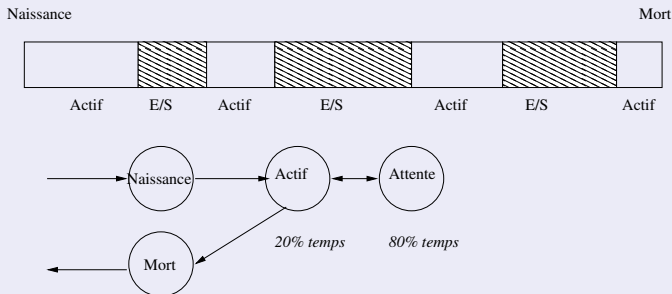 Naissance Mort
Actif E/S Actif E/S Actif E/S Actif
Naissance Actif Attente
20% temps 80% temps
Mort